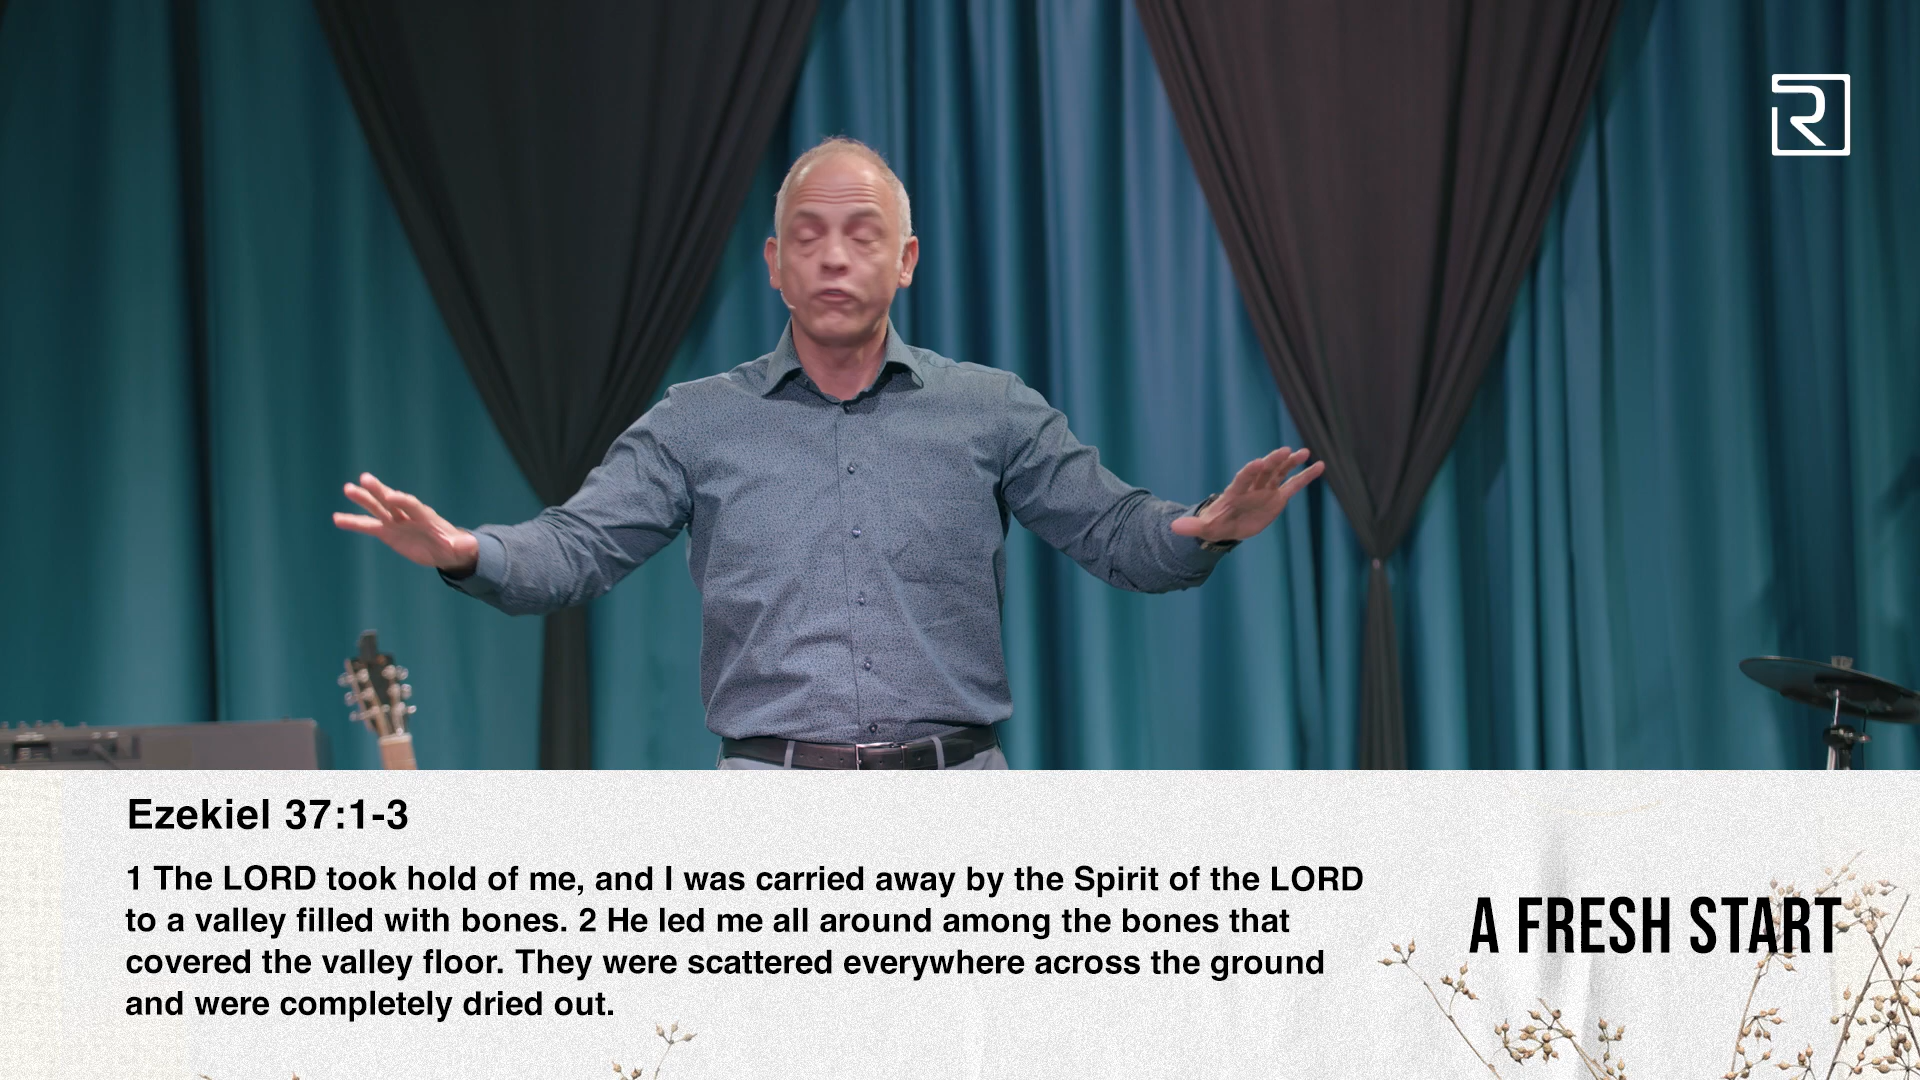 R
Ezekiel 37:1-3
1 The LORD took hold of me, and I was carried away by the Spirit of the LORD
to a valley filled with bones. 2 He led me all around among the bones that
covered the valley floor. They were scattered everywhere across the ground
and were completely dried out.
A FRESH START